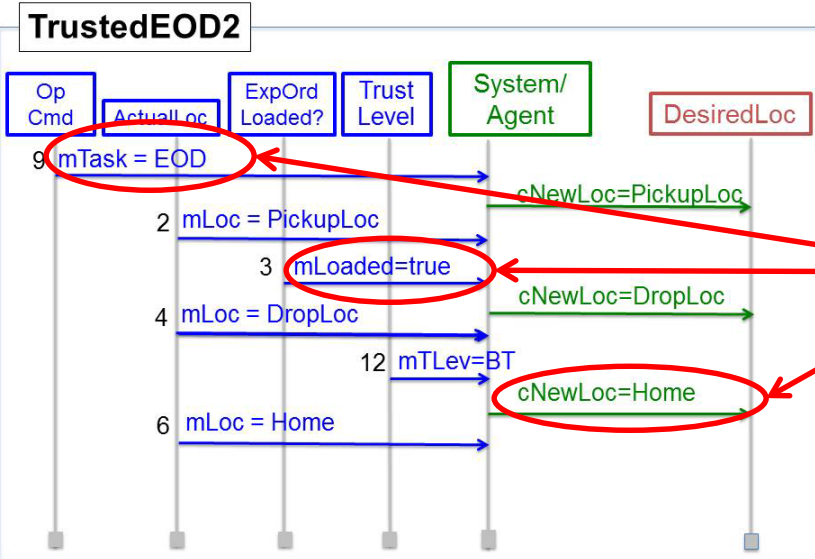 TrustedEOD2
Op
Cmd
ActualLoc
ExpOrd
Loaded?
Trust
Level
System/
Agent
DesiredLoc
9 mTask = EOD
cNewLoc=PickupLoc
2 mLoc = PickupLoc
3 mLoaded=true
cNewLoc=DropLoc
4 mLoc = DropLoc
12 mTLev=BT
cNewLoc=Home
6 mLoc = Home